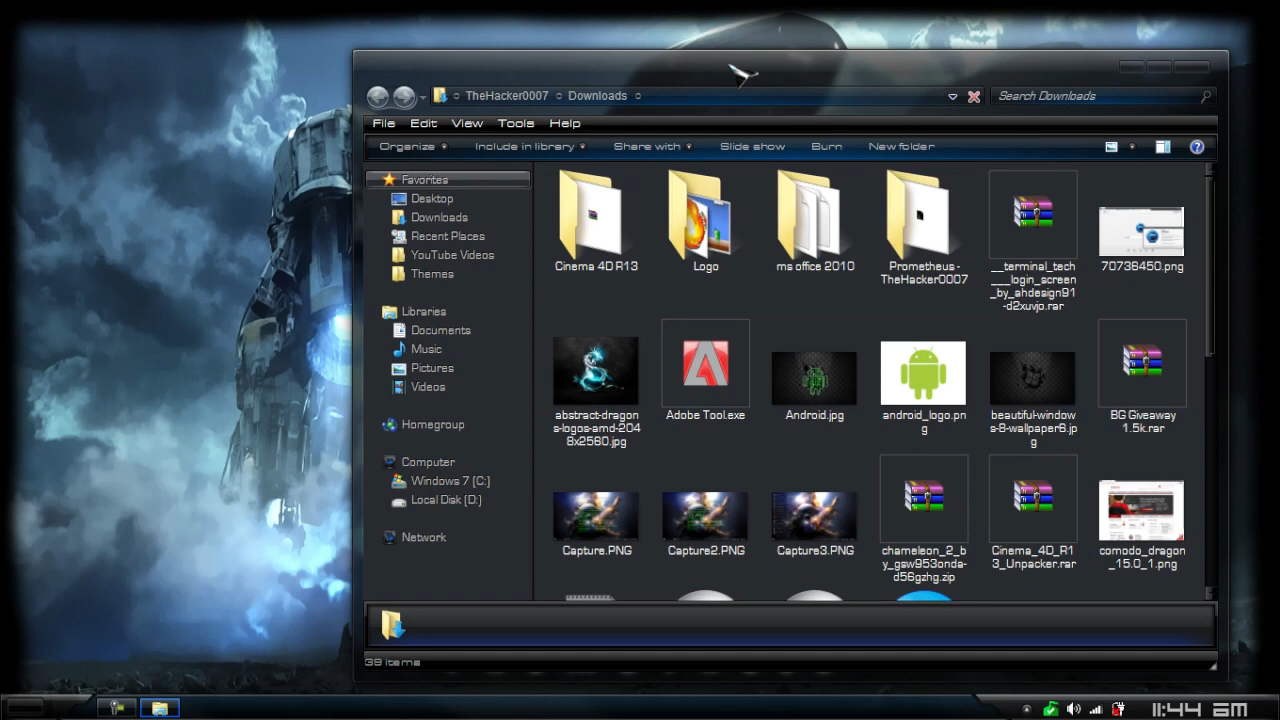 TheHacker0007 Downloads
Search Downloads
File Edit View Tools Help
Organize Include in library Share with Slide show Burn New folder
Favorites
Desktop
Downloads
Recent Places
YouTube Videos
Themes
Libraries
Documents
Music
Pictures
Videos
Homegroup
Computer
Windows 7 (C:)
Local Disk (D:)
Network
Cinema 4D R13
Logo
ms office 2010
Prometheus -
TheHacker0007
__terminal_tech
___login_screen
_by_ahdesign91
-d2xuvjo.rar
70736450.png
abstract-dragon
s-logos-amd-204
8x2560.jpg
Adobe Tool.exe
Android.jpg
android_logo.pn
g
beautiful-window
s-8-wallpaper6.jp
g
BG Giveaway
1.5k.rar
Capture.PNG
Capture2.PNG
Capture3.PNG
chameleon_2_b
y_gsw953onda-
d56gzhg.zip
Cinema_4D_R1
3_Unpacker.rar
comodo_dragon
_15.0_1.png
39 items
11:44 AM